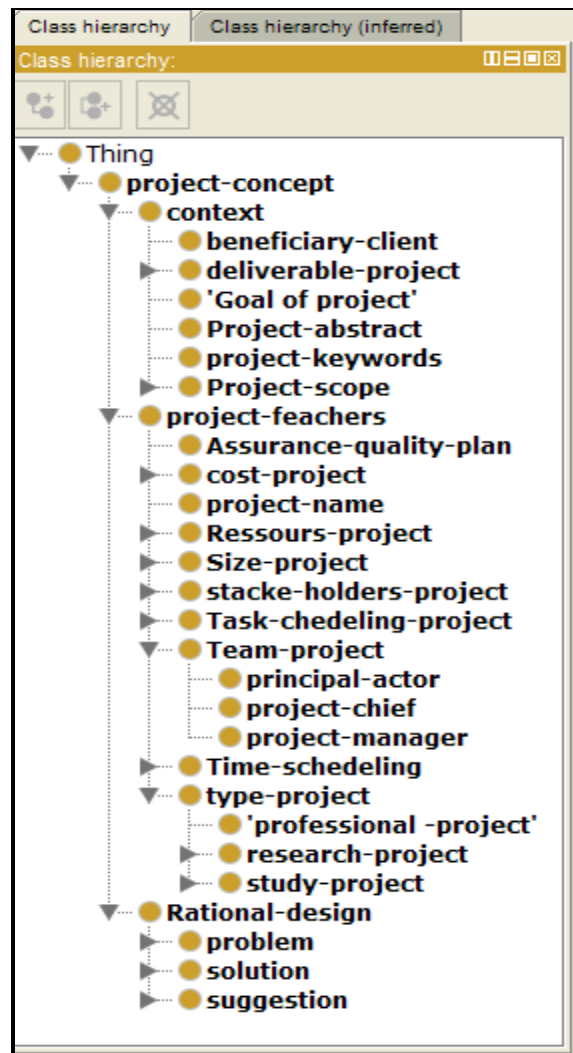 Class hierarchy Class hierarchy (inferred)
Class hierarchy:
Thing
project-concept
context
beneficiary-client
deliverable-project
'Goal of project'
Project-abstract
project-keywords
Project-scope
project-feachers
Assurance-quality-plan
cost-project
project-name
Ressours-project
Size-project
stacke-holders-project
Task-chedeling-project
Team-project
principal-actor
project-chief
project-manager
Time-schedeling
type-project
'professional -project'
research-project
study-project
Rational-design
problem
solution
suggestion